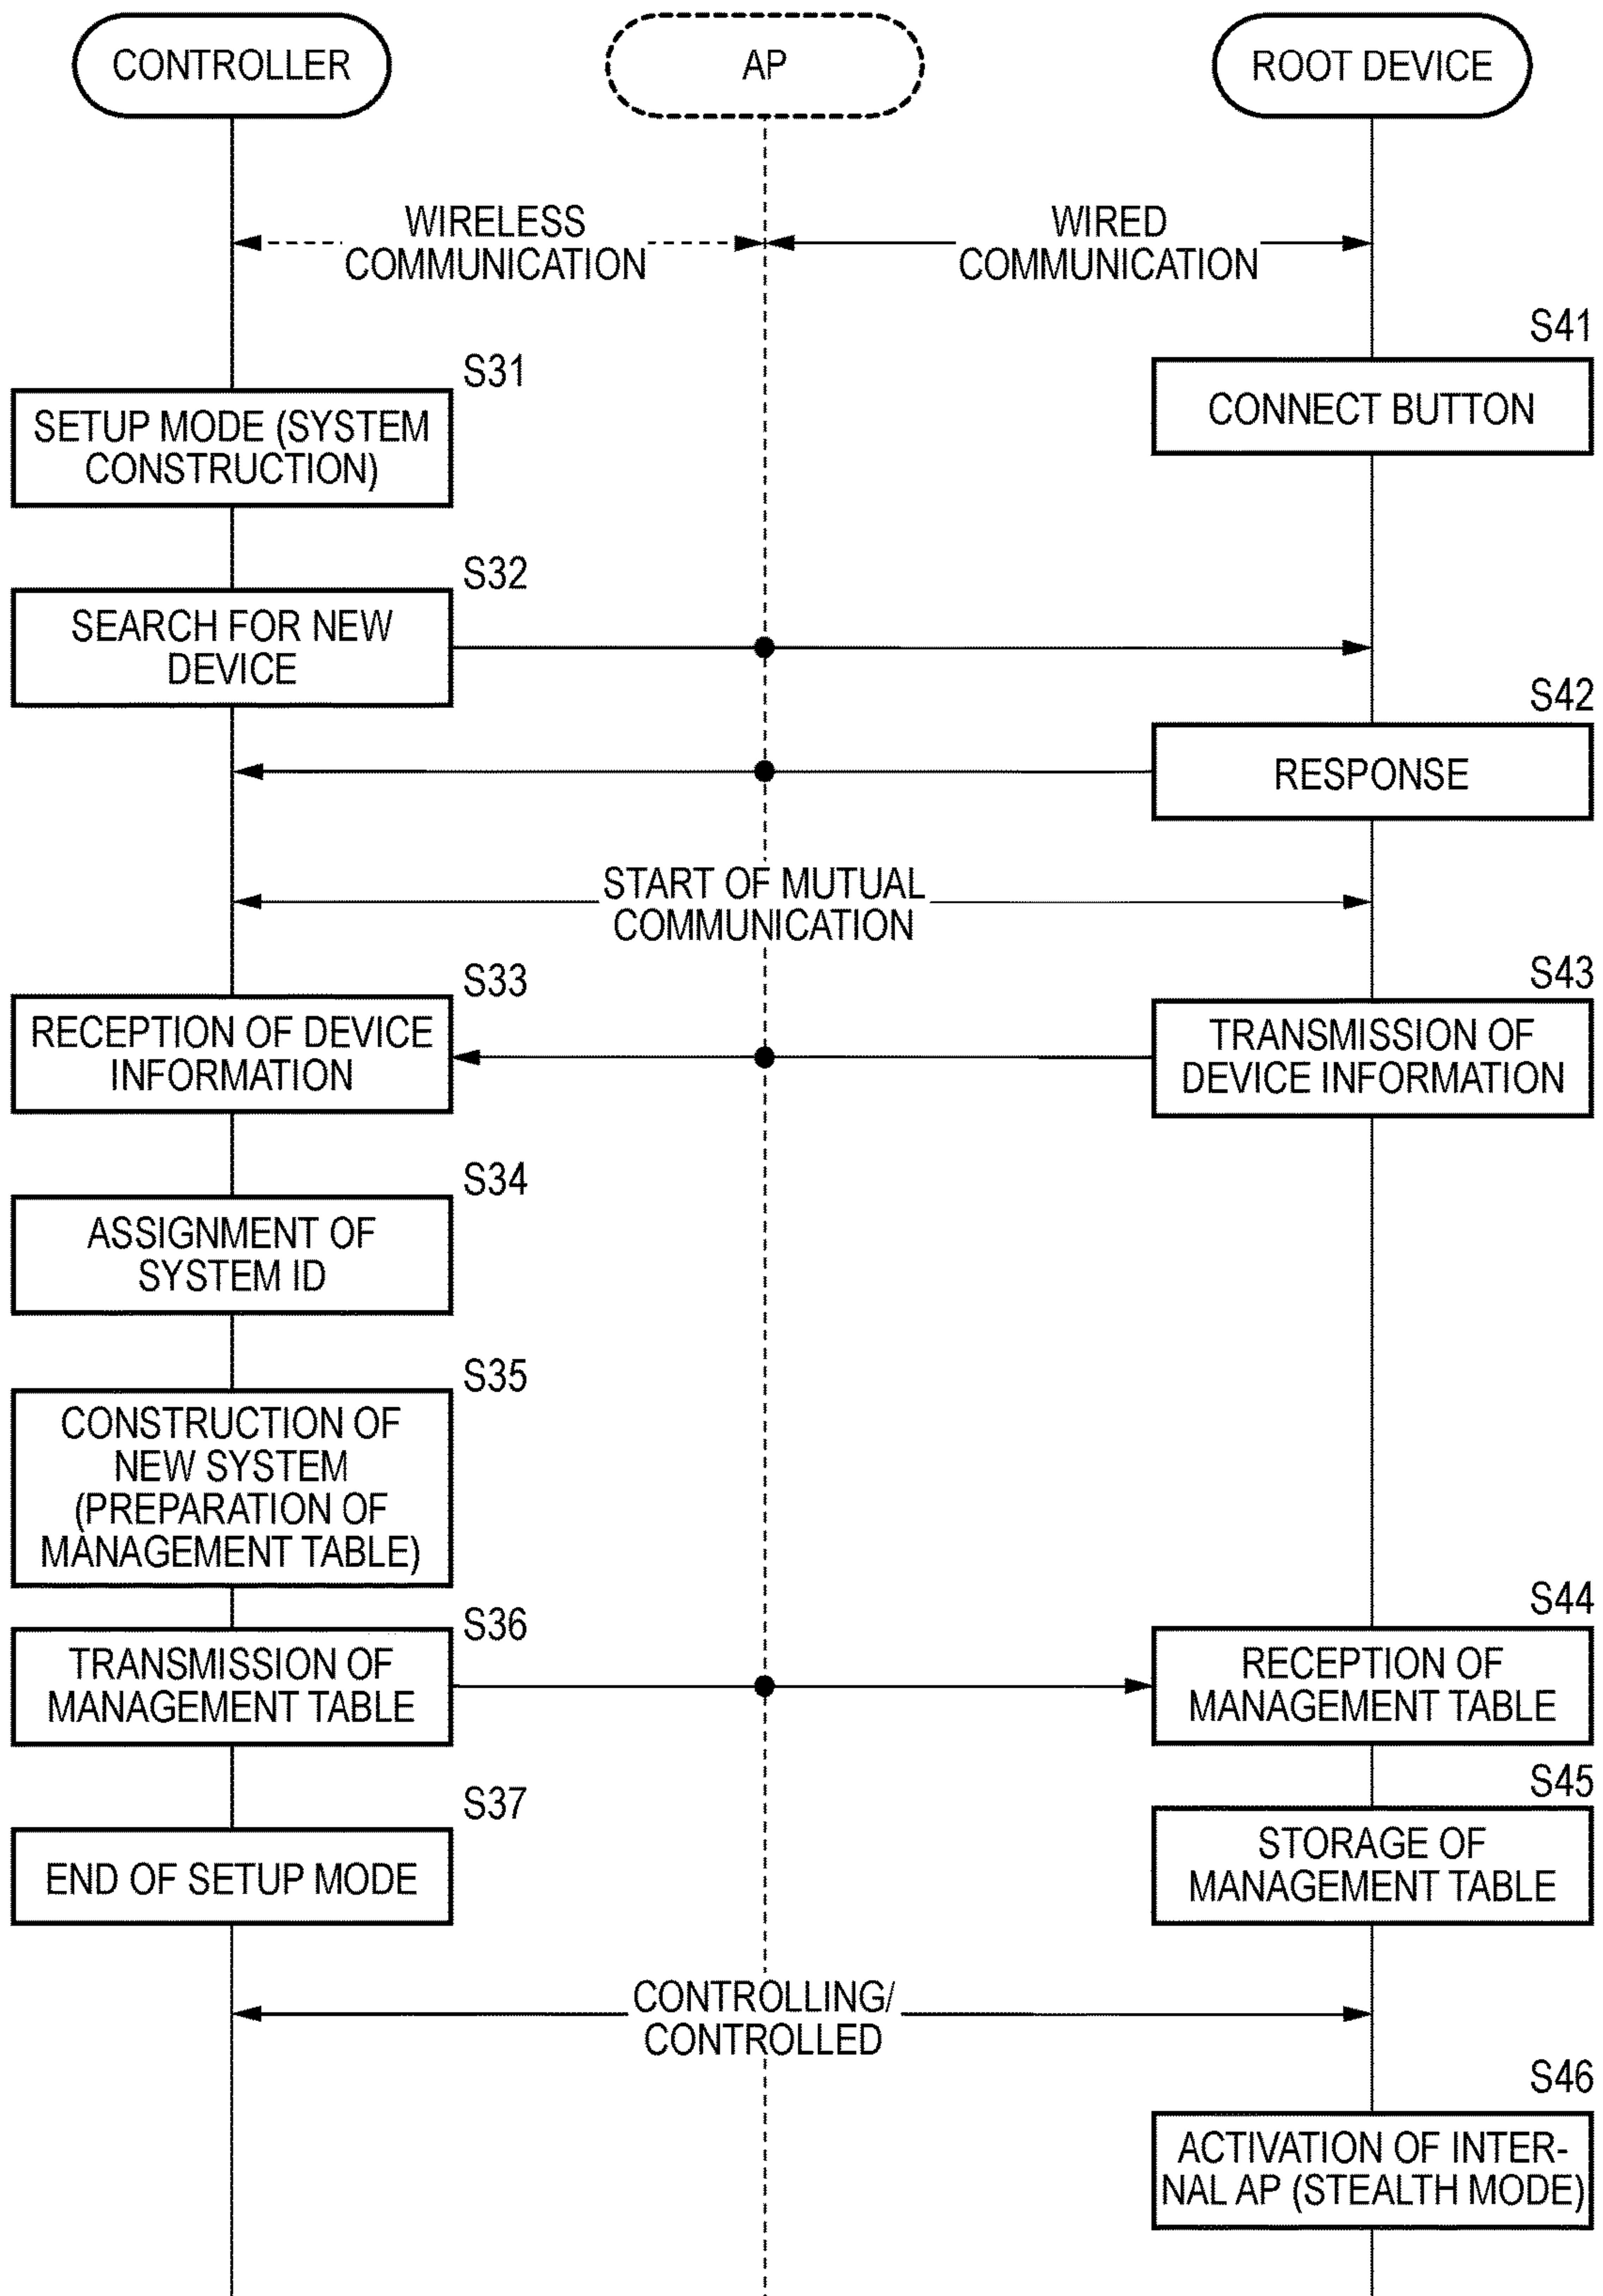 CONTROLLER
AP
ROOT DEVICE
WIRELESS
COMMUNICATION
WIRED
COMMUNICATION
S41
CONNECT BUTTON
S31
SETUP MODE (SYSTEM
CONSTRUCTION)
S32
SEARCH FOR NEW
DEVICE
S42
RESPONSE
START OF MUTUAL
COMMUNICATION
S33
RECEPTION OF DEVICE
INFORMATION
S43
TRANSMISSION OF
DEVICE INFORMATION
S34
ASSIGNMENT OF
SYSTEM ID
S35
CONSTRUCTION OF
NEW SYSTEM
(PREPARATION OF
MANAGEMENT TABLE)
S36
TRANSMISSION OF
MANAGEMENT TABLE
S44
RECEPTION OF
MANAGEMENT TABLE
S37
END OF SETUP MODE
S45
STORAGE OF
MANAGEMENT TABLE
CONTROLLING/
CONTROLLED
S46
ACTIVATION OF INTER-
NAL AP (STEALTH MODE)